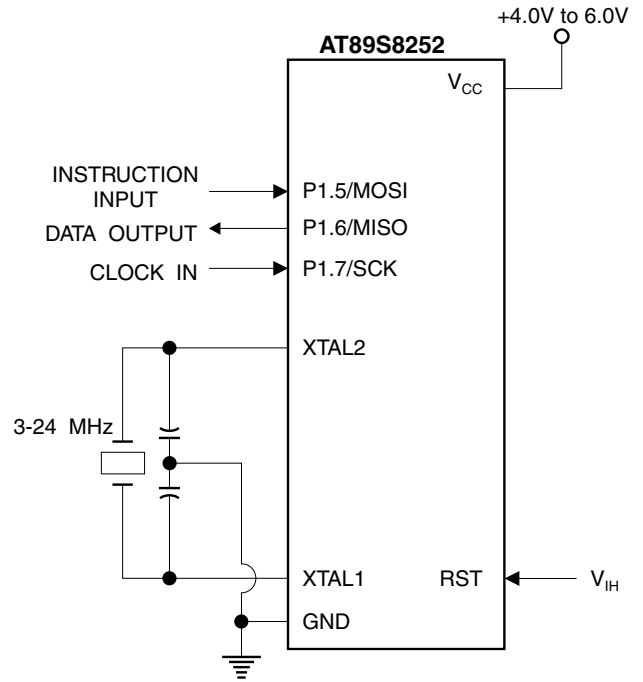 +4.0V to 6.0V
AT89S8252
VCC
INSTRUCTION
INPUT
P1.5/MOSI
DATA OUTPUT
P1.6/MISO
CLOCK IN
P1.7/SCK
XTAL2
3-24 MHz
XTAL1
RST
VIH
GND